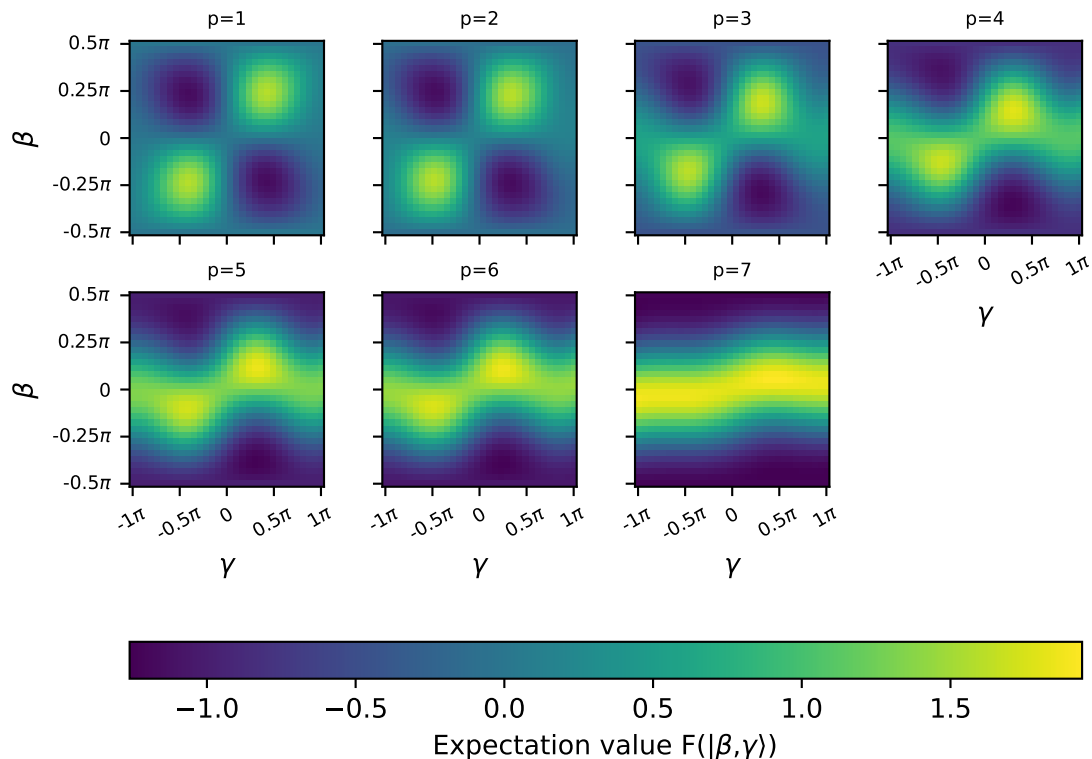 p=1 p=2 p=3 p=4
0.5π
0.25π
0
-0.25π
-0.5π
β
-1π -0.5π 0 0.5π 1π
γ
p=5 p=6 p=7
0.5π
0.25π
0
-0.25π
-0.5π
β
-1π -0.5π 0 0.5π 1π -1π -0.5π 0 0.5π 1π -1π -0.5π 0 0.5π 1π
γ γ γ
−1.0 −0.5 0.0 0.5 1.0 1.5
Expectation value F(|β,γ⟩)